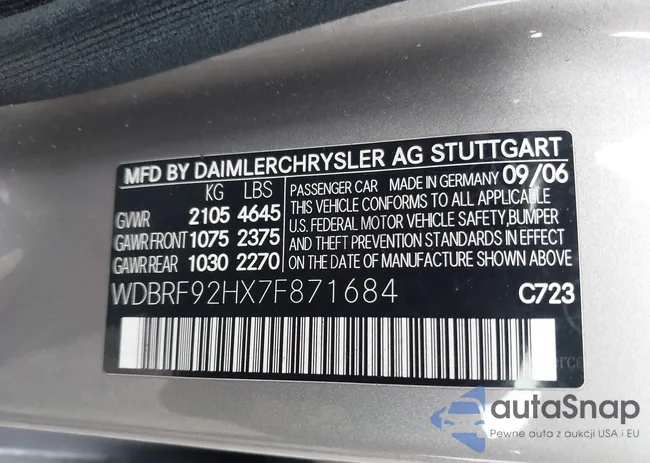 MFD BY DAIMLERCHRYSLER AG STUTTGART
KG LBS
GVWR 2105 4645
GAWR FRONT 1075 2375
GAWR REAR 1030 2270
PASSENGER CAR MADE IN GERMANY 09/06
THIS VEHICLE CONFORMS TO ALL APPLICABLE
U.S. FEDERAL MOTOR VEHICLE SAFETY,BUMPER
AND THEFT PREVENTION STANDARDS IN EFFECT
ON THE DATE OF MANUFACTURE SHOWN ABOVE
WDBRF92HX7F871684 C723
autaSnap
Pewne auta z aukcji USA i EU